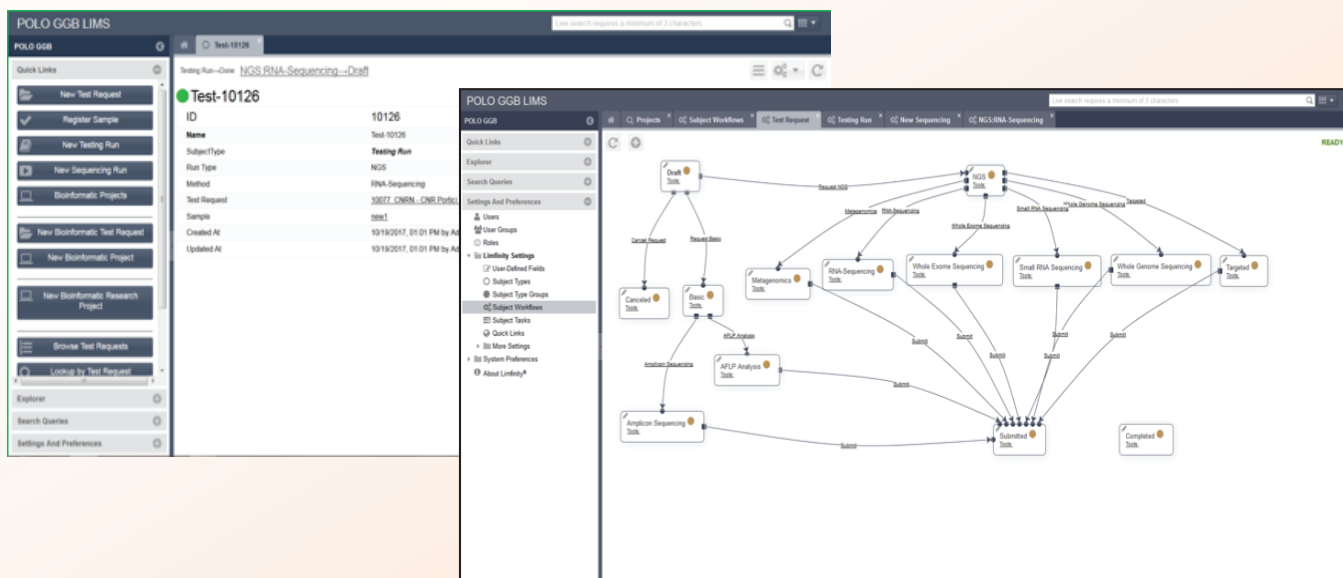 POLO GGB LIMS
Live search requires a minimum of 3 characters
POLO GGB
Test-10126
Quick Links
New Test Request
Register Sample
New Testing Run
New Sequencing Run
Bioinformatic Projects
New Bioinformatic Test Request
New Bioinformatic Project
New Bioinformatic Research
Project
Browse Test Requests
Lookup by Test Request
Explorer
Search Queries
Settings And Preferences
Testing Run→Done NGS:RNA-Sequencing→Draft
Test-10126
ID 10126
Name Test-10126
SubjectType Testing Run
Run Type NGS
Method RNA-Sequencing
Test Request 10077_CNRN - CNR Portici
Sample new1
Created At 10/19/2017, 01:01 PM by Ad
Updated At 10/19/2017, 01:01 PM by Ad
POLO GGB LIMS
Live search requires a minimum of 3 characters
POLO GGB
Projects Subject Workflows Test Request Testing Run New Sequencing NGS:RNA-Sequencing
Quick Links
Explorer
Search Queries
Settings And Preferences
Users
User Groups
Roles
Limfinity Settings
User-Defined Fields
Subject Types
Subject Type Groups
Subject Workflows
Subject Tasks
Quick Links
More Settings
System Preferences
About Limfinity®
READY
Draft
Tools:
Request NGS
NGS
Tools:
Cancel Request
Request Basic
Metagenomics
RNA-Sequencing
Whole Exome Sequencing
Small RNA Sequencing
Whole Genome Sequencing
Targeted
Canceled
Tools:
Basic
Tools:
Metagenomics
Tools:
RNA-Sequencing
Tools:
Whole Exome Sequencing
Tools:
Small RNA Sequencing
Tools:
Whole Genome Sequencing
Tools:
Targeted
Tools:
AFLP Analysis
Amplicon Sequencing
AFLP Analysis
Tools:
Submit
Submit
Submit
Submit
Submit
Submit
Submit
Amplicon Sequencing
Tools:
Submit
Submitted
Tools:
Completed
Tools: